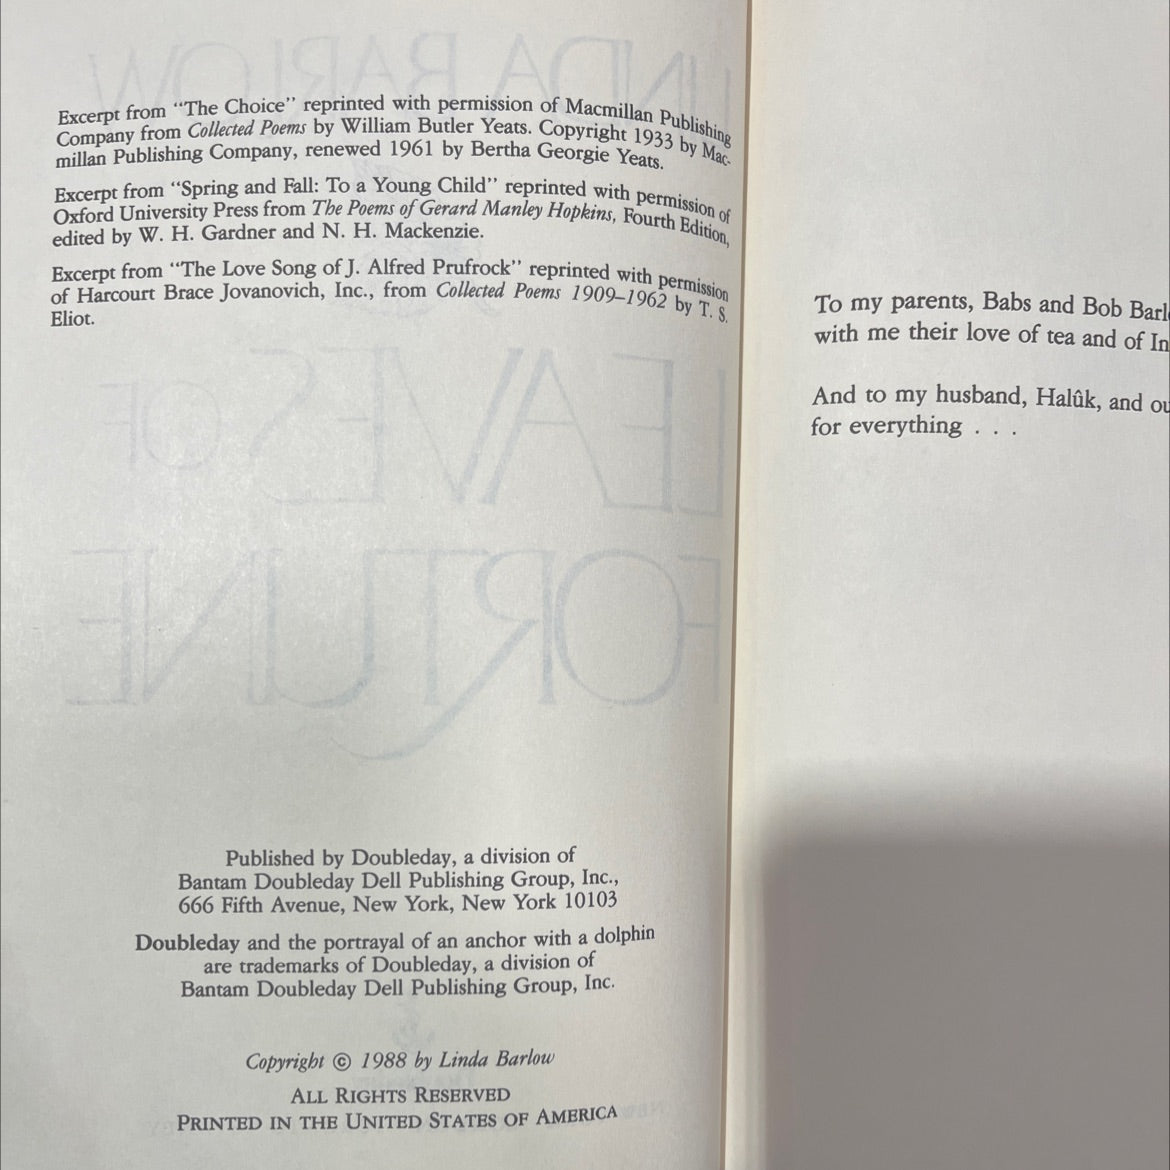 Excerpt from “The Choice” reprinted with permission of Macmillan Publishing
Company from Collected Poems by William Butler Yeats. Copyright 1933 by Mac-
millan Publishing Company, renewed 1961 by Bertha Georgie Yeats.
Excerpt from “Spring and Fall: To a Young Child” reprinted with permission of
Oxford University Press from The Poems of Gerard Manley Hopkins, Fourth Edition,
edited by W. H. Gardner and N. H. Mackenzie.
Excerpt from “The Love Song of J. Alfred Prufrock” reprinted with permission
of Harcourt Brace Jovanovich, Inc., from Collected Poems 1909–1962 by T. S.
Eliot.
Published by Doubleday, a division of
Bantam Doubleday Dell Publishing Group, Inc.,
666 Fifth Avenue, New York, New York 10103
Doubleday and the portrayal of an anchor with a dolphin
are trademarks of Doubleday, a division of
Bantam Doubleday Dell Publishing Group, Inc.
Copyright © 1988 by Linda Barlow
ALL RIGHTS RESERVED
PRINTED IN THE UNITED STATES OF AMERICA
To my parents, Babs and Bob
with me their love of tea and of
And to my husband, Halûk, and
for everything . . .
LINDA BARLOW
LEAVES OF
FORTUNE